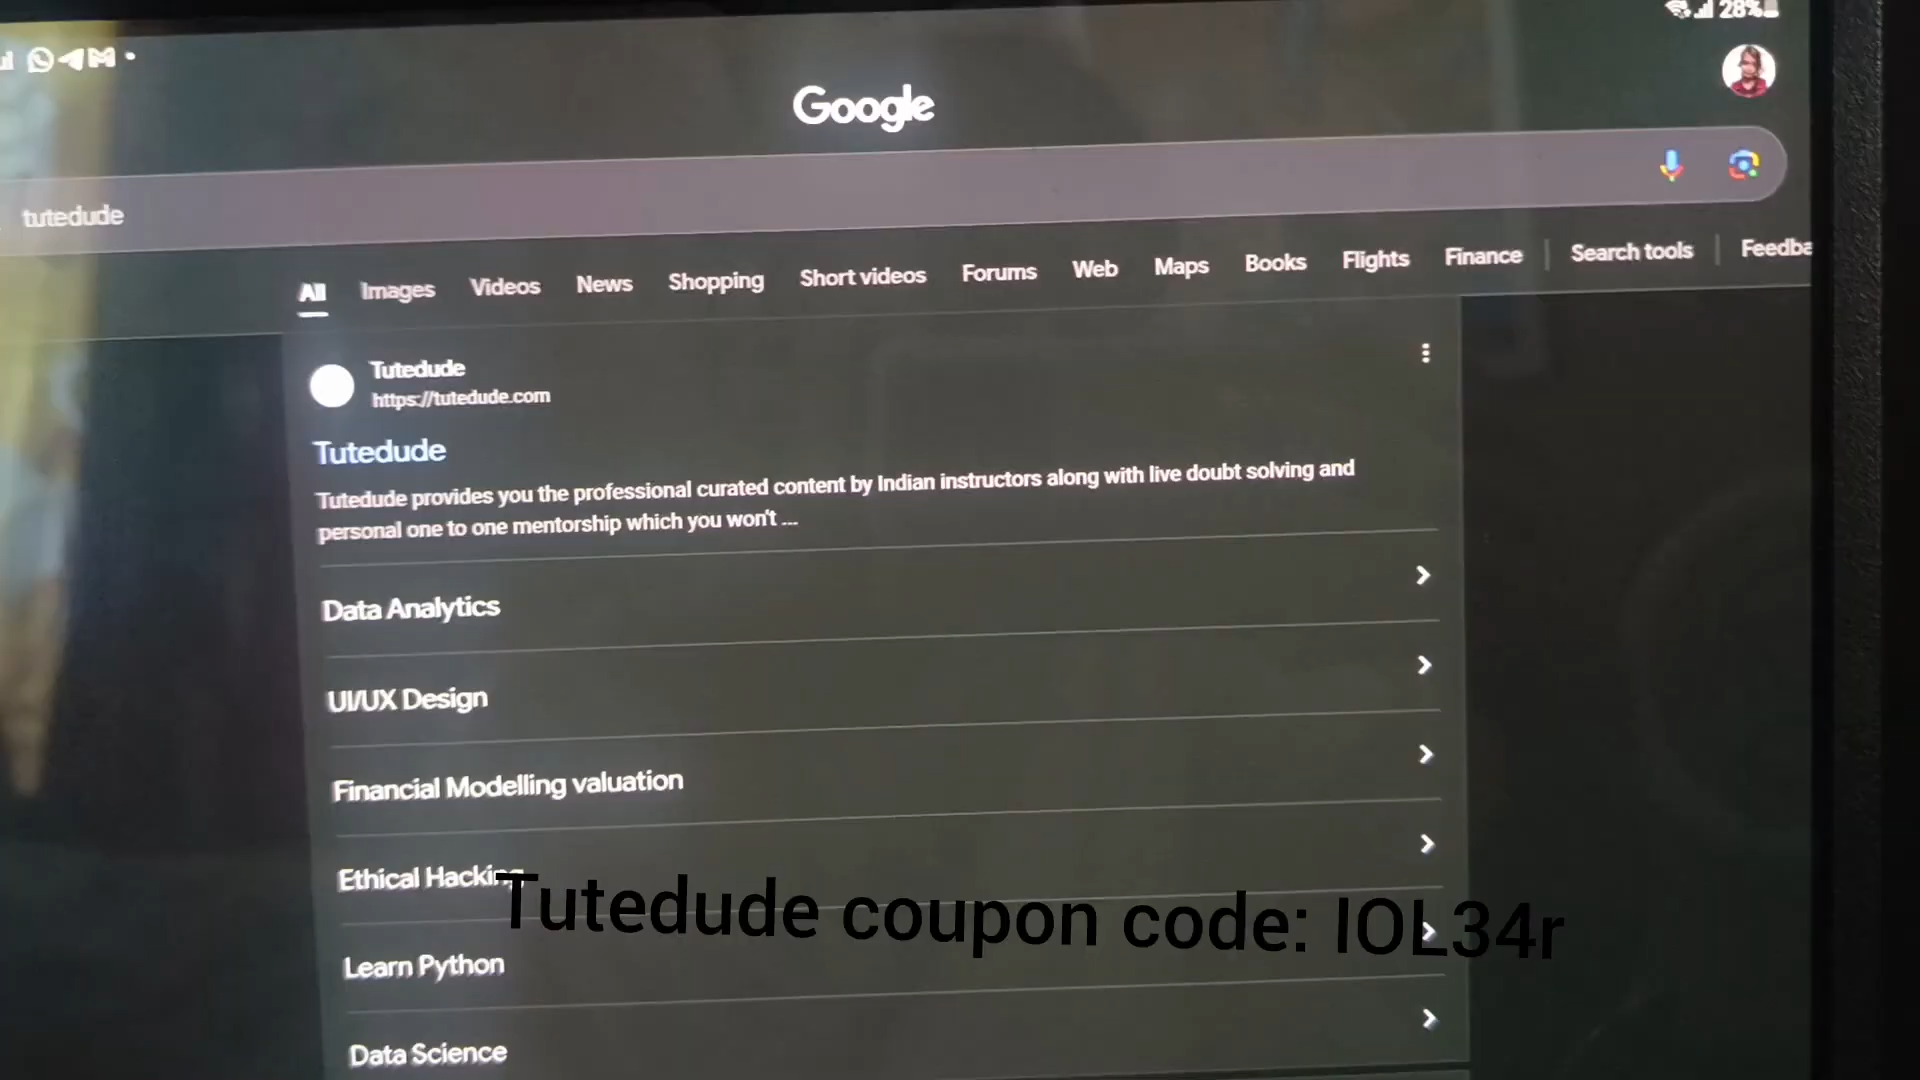 28%
Google
tutedude
All Images Videos News Shopping Short videos Forums Web Maps Books Flights Finance Search tools Feedba
Tutedude
https://tutedude.com
Tutedude
Tutedude provides you the professional curated content by Indian instructors along with live doubt solving and
personal one to one mentorship which you won't ...
Data Analytics
UI/UX Design
Financial Modelling valuation
Ethical Hacking
Tutedude coupon code: IOL34r
Learn Python
Data Science